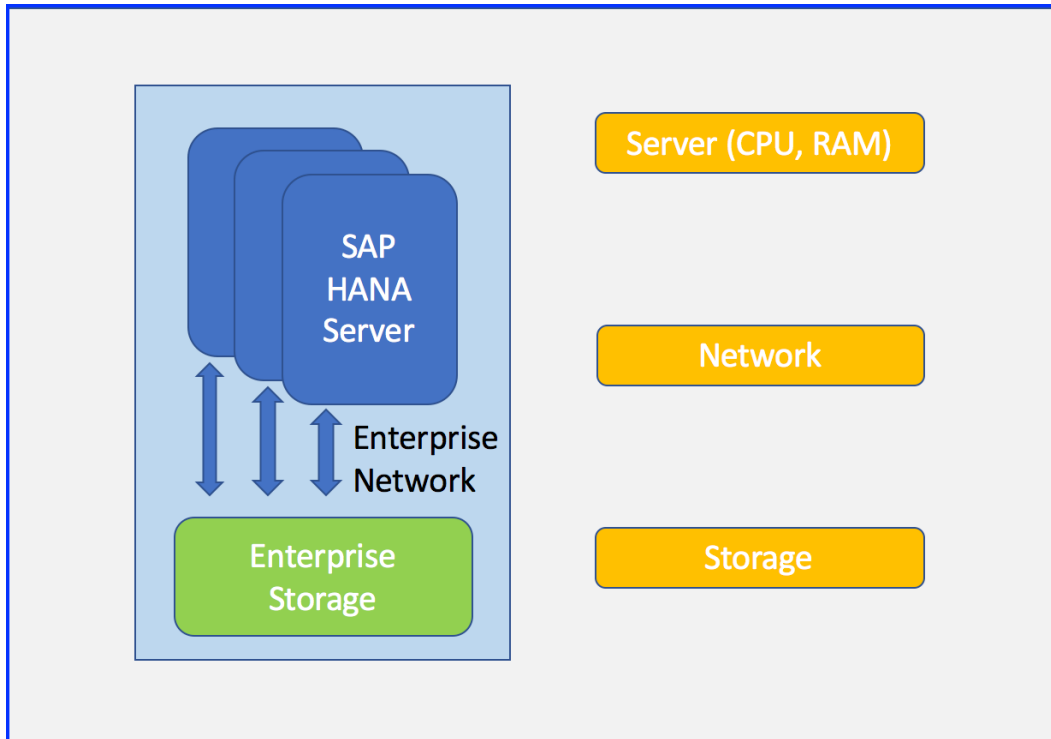 SAP
HANA
Server
Enterprise
Network
Enterprise
Storage
Server (CPU, RAM)
Network
Storage